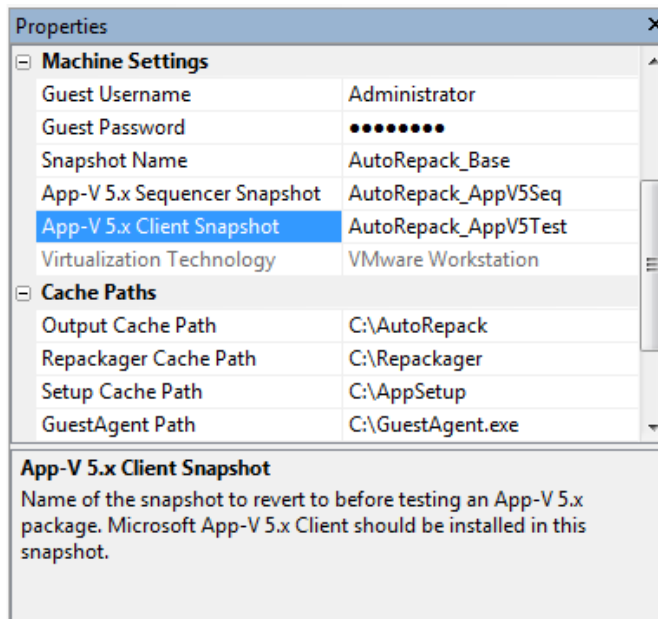 Properties
Machine Settings
Guest Username Administrator
Guest Password ●●●●●●●●
Snapshot Name AutoRepack_Base
App-V 5.x Sequencer Snapshot AutoRepack_AppV5Seq
App-V 5.x Client Snapshot AutoRepack_AppV5Test
Virtualization Technology VMware Workstation
Cache Paths
Output Cache Path C:\AutoRepack
Repackager Cache Path C:\Repackager
Setup Cache Path C:\AppSetup
GuestAgent Path C:\GuestAgent.exe
App-V 5.x Client Snapshot
Name of the snapshot to revert to before testing an App-V 5.x
package. Microsoft App-V 5.x Client should be installed in this
snapshot.